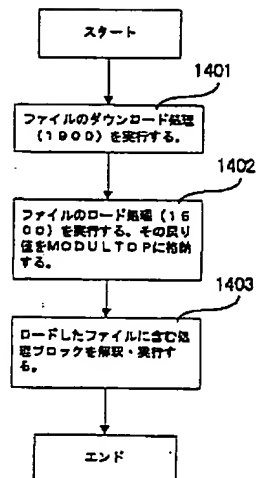 スタート
1401
ファイルのダウンロード処理
(1900)を実行する。
1402
ファイルのロード処理(15
00)を実行する。その戻り
値をMODULTOPに格納
する。
1403
ロードしたファイルに含む処
理ブロックを解釈・実行す
る。
エンド